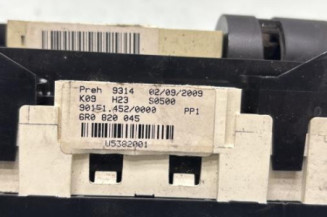 Preh 9314 02/09/2009
K09 H23 S0500
90151.452/0000 PP1
6R0 820 045
U5382001